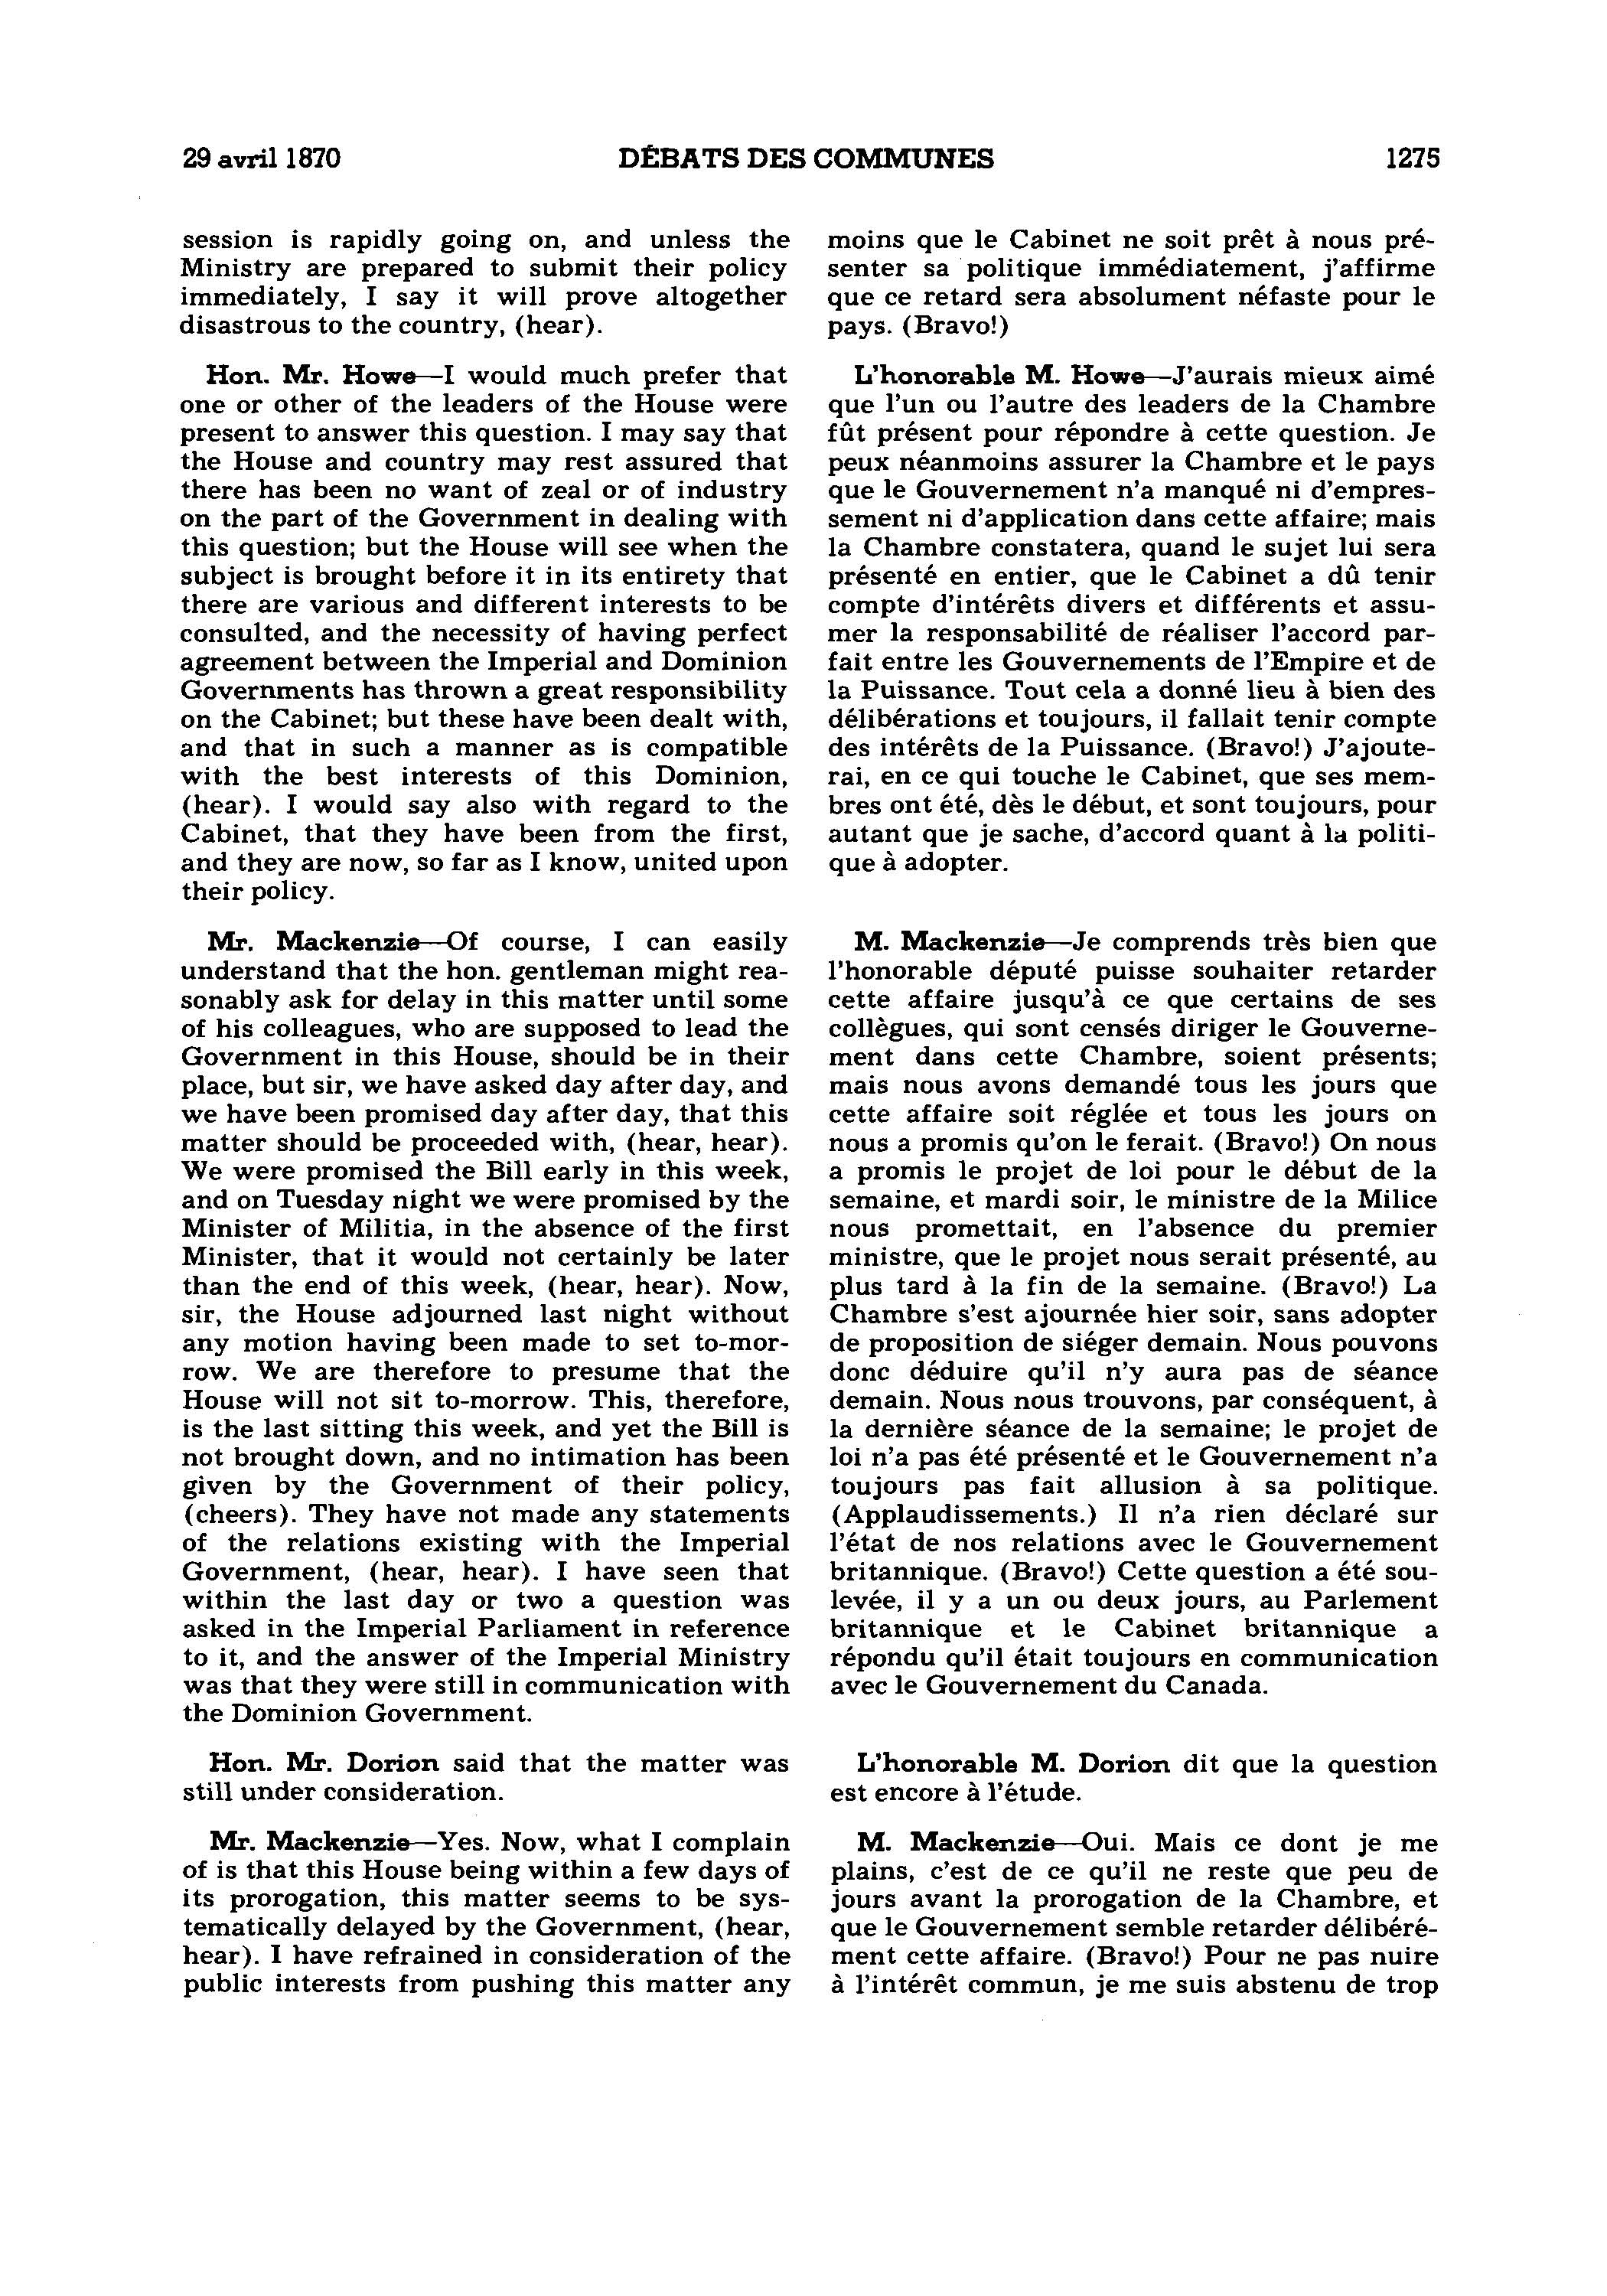 29 avril 1870
DÉBATS DES COMMUNES
1275
session is rapidly going on, and unless the
Ministry are prepared to submit their policy
immediately, I say it will prove altogether
disastrous to the country, (hear).
Hon. Mr. Howe—I would much prefer that
one or other of the leaders of the House were
present to answer this question. I may say that
the House and country may rest assured that
there has been no want of zeal or of industry
on the part of the Government in dealing with
this question; but the House will see when the
subject is brought before it in its entirety that
there are various and different interests to be
consulted, and the necessity of having perfect
agreement between the Imperial and Dominion
Governments has thrown a great responsibility
on the Cabinet; but these have been dealt with,
and that in such a manner as is compatible
with the best interests of this Dominion,
(hear). I would say also with regard to the
Cabinet, that they have been from the first,
and they are now, so far as I know, united upon
their policy.
Mr. Mackenzie—Of course, I can easily
understand that the hon. gentleman might rea-
sonably ask for delay in this matter until some
of his colleagues, who are supposed to lead the
Government in this House, should be in their
place, but sir, we have asked day after day, and
we have been promised day after day, that this
matter should be proceeded with, (hear, hear).
We were promised the Bill early in this week,
and on Tuesday night we were promised by the
Minister of Militia, in the absence of the first
Minister, that it would not certainly be later
than the end of this week, (hear, hear). Now,
sir, the House adjourned last night without
any motion having been made to set to-mor-
row. We are therefore to presume that the
House will not sit to-morrow. This, therefore,
is the last sitting this week, and yet the Bill is
not brought down, and no intimation has been
given by the Government of their policy,
(cheers). They have not made any statements
of the relations existing with the Imperial
Government, (hear, hear). I have seen that
within the last day or two a question was
asked in the Imperial Parliament in reference
to it, and the answer of the Imperial Ministry
was that they were still in communication with
the Dominion Government.
Hon. Mr. Dorion said that the matter was
still under consideration.
Mr. Mackenzie—Yes. Now, what I complain
of is that this House being within a few days of
its prorogation, this matter seems to be sys-
tematically delayed by the Government, (hear,
hear). I have refrained in consideration of the
public interests from pushing this matter any
moins que le Cabinet ne soit prêt à nous pré-
senter sa politique immédiatement, j'affirme
que ce retard sera absolument néfaste pour le
pays. (Bravo!)
L'honorable M. Howe—J'aurais mieux aimé
que l'un ou l'autre des leaders de la Chambre
fût présent pour répondre à cette question. Je
peux néanmoins assurer la Chambre et le pays
que le Gouvernement n'a manqué ni d'empres-
sement ni d'application dans cette affaire; mais
la Chambre constatera, quand le sujet lui sera
présenté en entier, que le Cabinet a dû tenir
compte d'intérêts divers et différents et assu-
mer la responsabilité de réaliser l'accord par-
fait entre les Gouvernements de l'Empire et de
la Puissance. Tout cela a donné lieu à bien des
délibérations et toujours, il fallait tenir compte
des intérêts de la Puissance. (Bravo!) J'ajoute-
rai, en ce qui touche le Cabinet, que ses mem-
bres ont été, dès le début, et sont toujours, pour
autant que je sache, d'accord quant à la politi-
que à adopter.
M. Mackenzie—Je comprends très bien que
l'honorable député puisse souhaiter retarder
cette affaire jusqu'à ce que certains de ses
collègues, qui sont censés diriger le Gouverne-
ment dans cette Chambre, soient présents;
mais nous avons demandé tous les jours que
cette affaire soit réglée et tous les jours on
nous a promis qu'on le ferait. (Bravo!) On nous
a promis le projet de loi pour le début de la
semaine, et mardi soir, le ministre de la Milice
nous promettait, en l'absence du premier
ministre, que le projet nous serait présenté, au
plus tard à la fin de la semaine. (Bravo!) La
Chambre s'est ajournée hier soir, sans adopter
de proposition de siéger demain. Nous pouvons
donc déduire qu'il n'y aura pas de séance
demain. Nous nous trouvons, par conséquent, à
la dernière séance de la semaine; le projet de
loi n'a pas été présenté et le Gouvernement n'a
toujours pas fait allusion à sa politique.
(Applaudissements.) Il n'a rien déclaré sur
l'état de nos relations avec le Gouvernement
britannique. (Bravo!) Cette question a été sou-
levée, il y a un ou deux jours, au Parlement
britannique et le Cabinet britannique a
répondu qu'il était toujours en communication
avec le Gouvernement du Canada.
L'honorable M. Dorion dit que la question
est encore à l'étude.
M. Mackenzie—Oui. Mais ce dont je me
plains, c'est de ce qu'il ne reste que peu de
jours avant la prorogation de la Chambre, et
que le Gouvernement semble retarder délibéré-
ment cette affaire. (Bravo!) Pour ne pas nuire
à l'intérêt commun, je me suis abstenu de trop